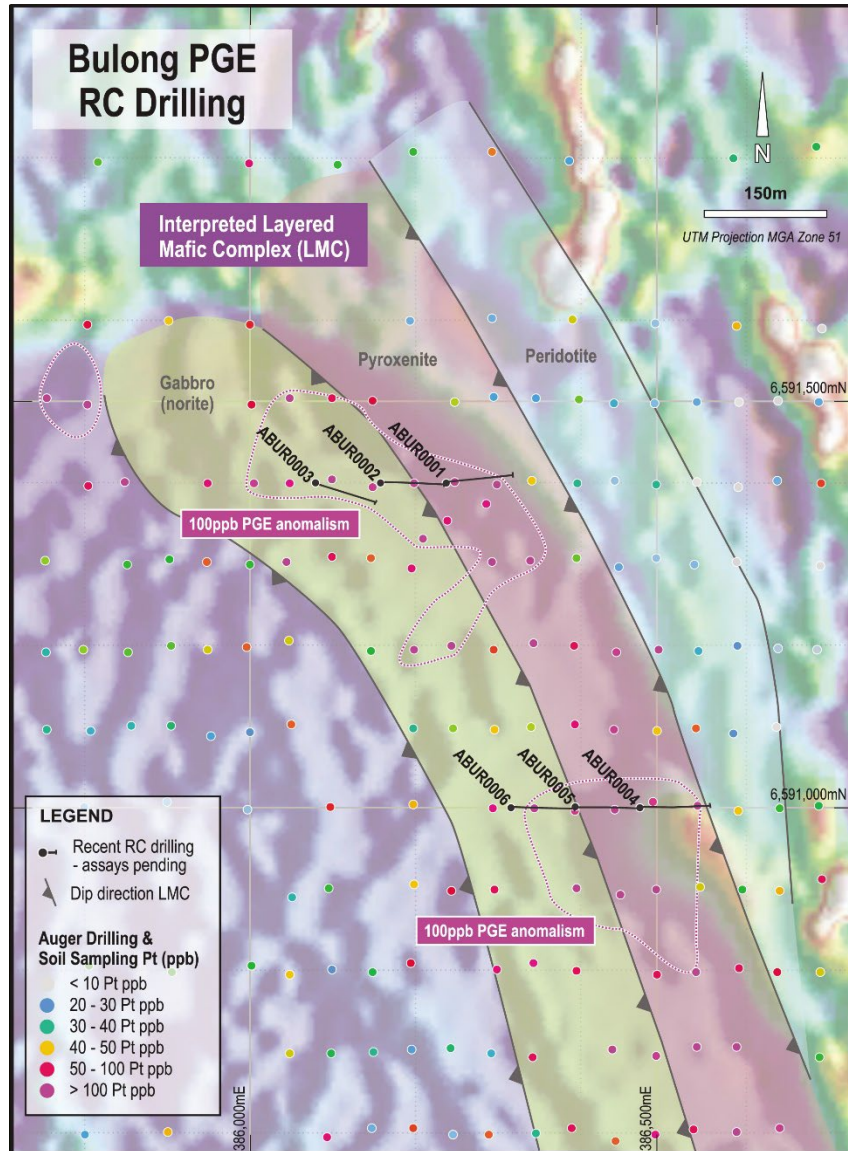 Bulong PGE
RC Drilling
N
150m
UTM Projection MGA Zone 51
Interpreted Layered
Mafic Complex (LMC)
Pyroxenite
Peridotite
Gabbro
(norite)
6,591,500mN
ABUR0003
ABUR0002
ABUR0001
100ppb PGE anomalism
ABUR0006
ABUR0005
ABUR0004
6,591,000mN
100ppb PGE anomalism
LEGEND
Recent RC drilling
- assays pending
Dip direction LMC
Auger Drilling &
Soil Sampling Pt (ppb)
< 10 Pt ppb
20 - 30 Pt ppb
30 - 40 Pt ppb
40 - 50 Pt ppb
50 - 100 Pt ppb
> 100 Pt ppb
386,000mE
386,500mE